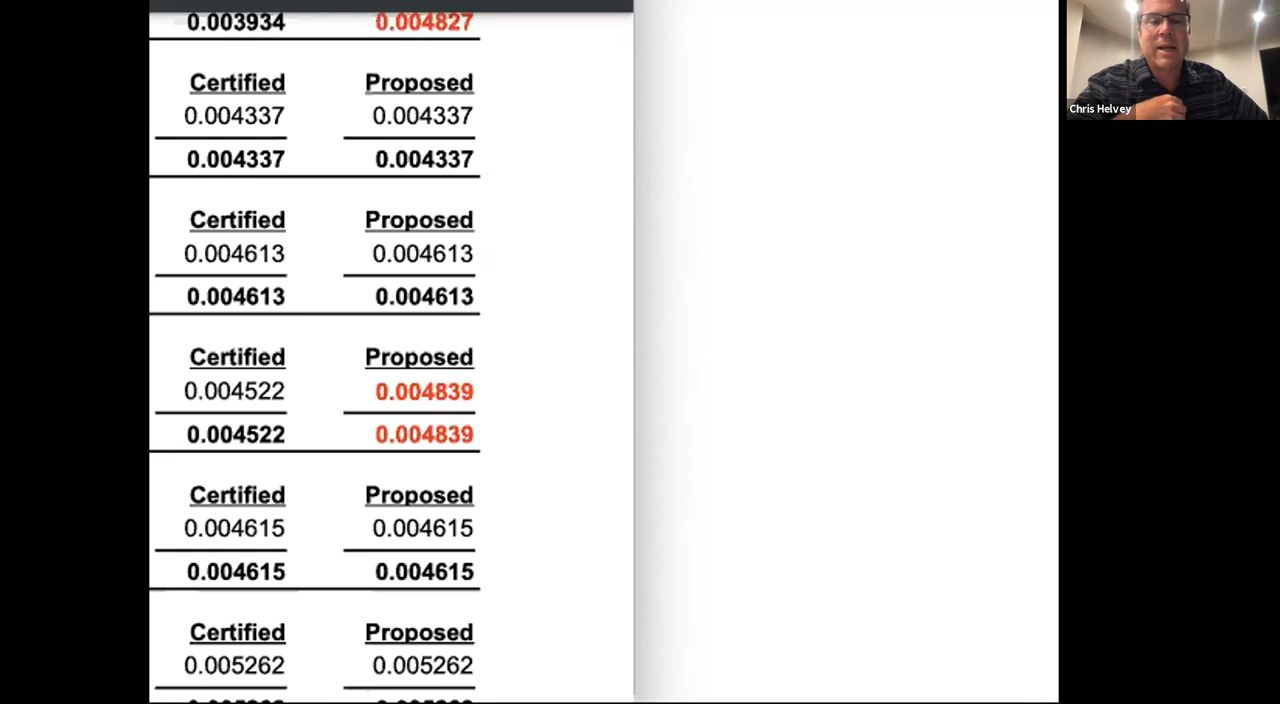 0.003934 0.004827
Certified Proposed
0.004337 0.004337
0.004337 0.004337
Certified Proposed
0.004613 0.004613
0.004613 0.004613
Certified Proposed
0.004522 0.004839
0.004522 0.004839
Certified Proposed
0.004615 0.004615
0.004615 0.004615
Certified Proposed
0.005262 0.005262
Chris Helvey